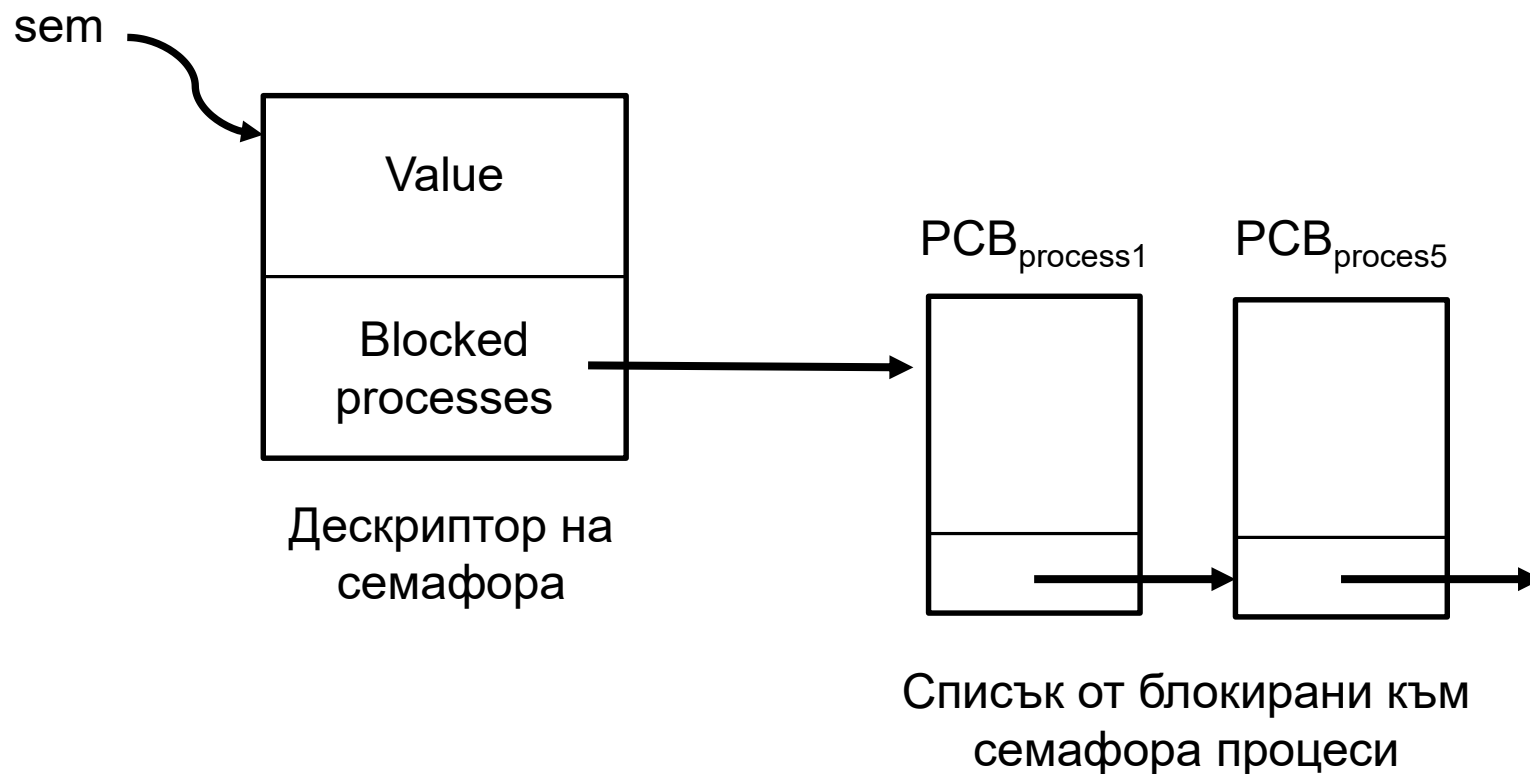 sem
Value
PCBprocess1 PCBproces5
Blocked
processes
Дескриптор на
семафора
Списък от блокирани към
семафора процеси